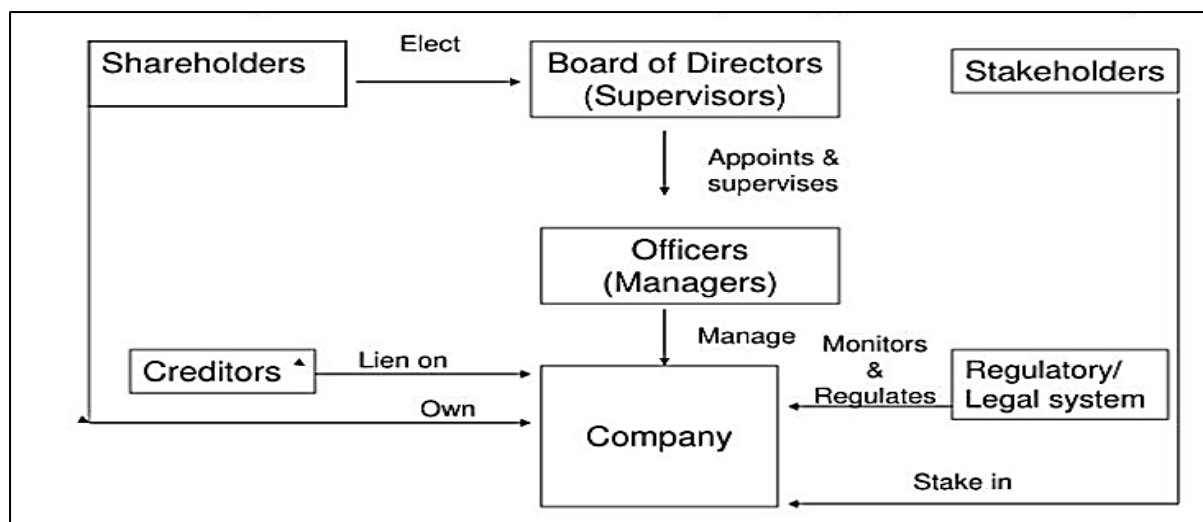 Shareholders
Elect
Board of Directors
(Supervisors)
Stakeholders
Appoints &
supervises
Officers
(Managers)
Manage
Creditors
Lien on
Monitors
&
Regulates
Regulatory/
Legal system
Own
Company
Stake in